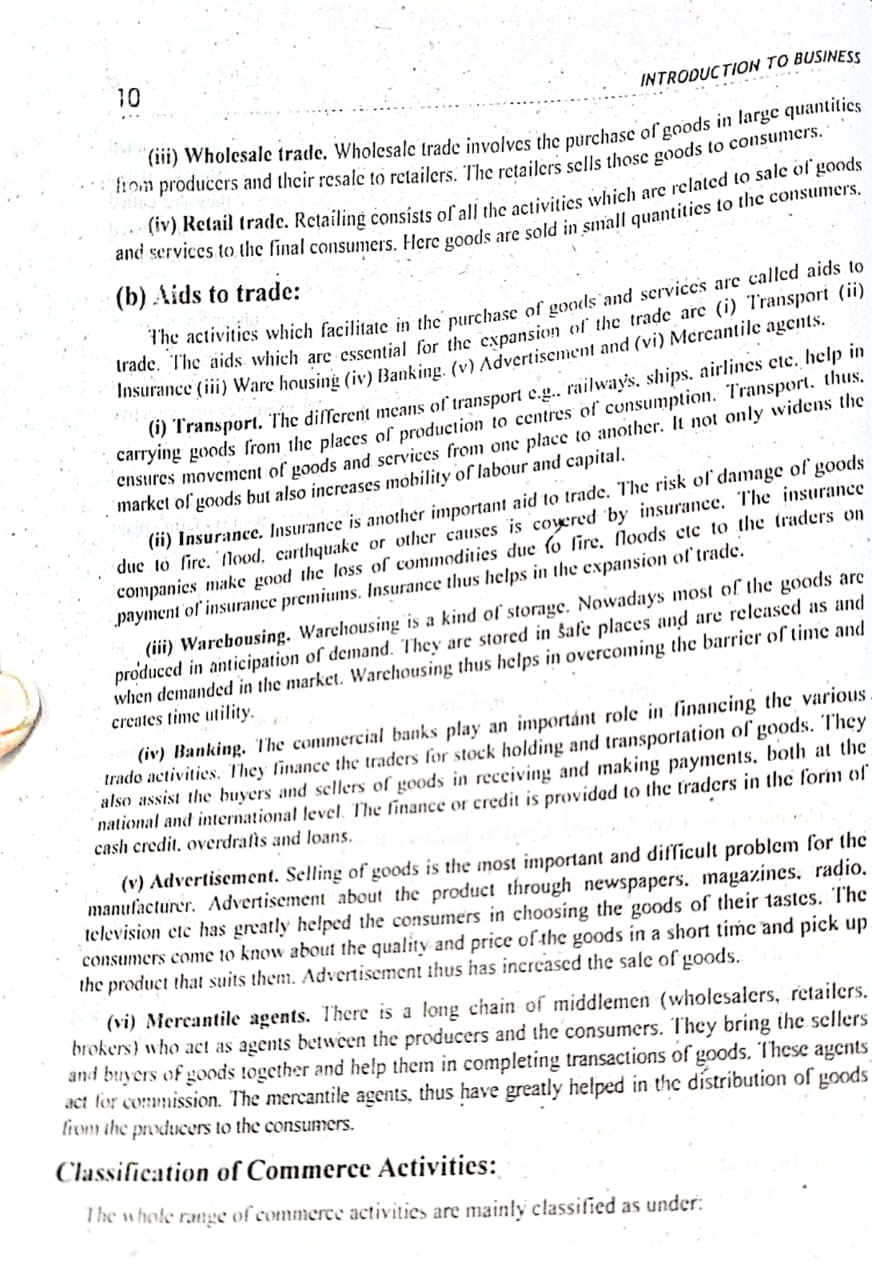 10
INTRODUCTION TO BUSINESS
(iii) Wholesale trade. Wholesale trade involves the purchase of goods in large quantities
from producers and their resale to retailers. The retailers sells those goods to consumers.
(iv) Retail trade. Retailing consists of all the activities which are related to sale of goods
and services to the final consumers. Here goods are sold in small quantities to the consumers.
(b) Aids to trade:
The activities which facilitate in the purchase of goods and services are called aids to
trade. The aids which are essential for the expansion of the trade are (i) Transport (ii)
Insurance (iii) Ware housing (iv) Banking. (v) Advertisement and (vi) Mercantile agents.
(i) Transport. The different means of transport e.g.. railways. ships. airlines etc. help in
carrying goods from the places of production to centres of consumption. Transport. thus.
ensures movement of goods and services from one place to another. It not only widens the
market of goods but also increases mobility of labour and capital.
(ii) Insurance. Insurance is another important aid to trade. The risk of damage of goods
due to fire. flood, earthquake or other causes is covered by insurance. The insurance
companies make good the loss of commodities due to fire. floods etc to the traders on
payment of insurance premiums. Insurance thus helps in the expansion of trade.
(iii) Warehousing. Warehousing is a kind of storage. Nowadays most of the goods are
produced in anticipation of demand. They are stored in safe places and are released as and
when demanded in the market. Warehousing thus helps in overcoming the barrier of time and
creates time utility.
(iv) Banking. The commercial banks play an important role in financing the various
trade activities. They finance the traders for stock holding and transportation of goods. They
also assist the buyers and sellers of goods in receiving and making payments, both at the
national and international level. The finance or credit is provided to the traders in the form of
cash credit. overdrafts and loans.
(v) Advertisement. Selling of goods is the most important and difficult problem for the
manufacturer. Advertisement about the product through newspapers. magazines. radio.
television etc has greatly helped the consumers in choosing the goods of their tastes. The
consumers come to know about the quality and price of the goods in a short time and pick up
the product that suits them. Advertisement thus has increased the sale of goods.
(vi) Mercantile agents. There is a long chain of middlemen (wholesalers, retailers.
brokers) who act as agents between the producers and the consumers. They bring the sellers
and buyers of goods together and help them in completing transactions of goods. These agents
act for commission. The mercantile agents, thus have greatly helped in the distribution of goods
from the producers to the consumers.
Classification of Commerce Activities:
The whole range of commerce activities are mainly classified as under: